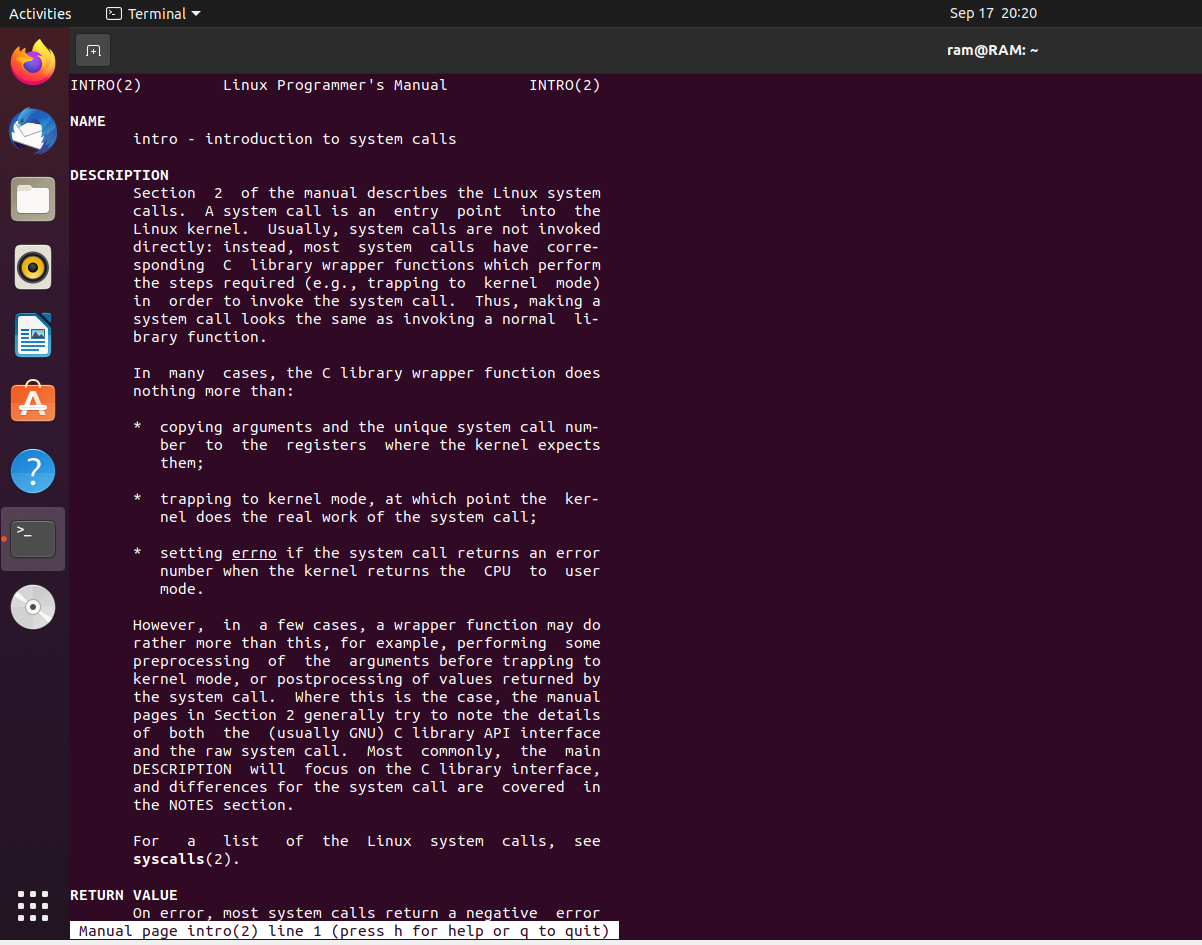 Activities Terminal Sep 17 20:20
ram@RAM: ~
INTRO(2) Linux Programmer's Manual INTRO(2)
NAME
intro - introduction to system calls
DESCRIPTION
Section 2 of the manual describes the Linux system
calls. A system call is an entry point into the
Linux kernel. Usually, system calls are not invoked
directly: instead, most system calls have corre-
sponding C library wrapper functions which perform
the steps required (e.g., trapping to kernel mode)
in order to invoke the system call. Thus, making a
system call looks the same as invoking a normal li-
brary function.
In many cases, the C library wrapper function does
nothing more than:
* copying arguments and the unique system call num-
ber to the registers where the kernel expects
them;
* trapping to kernel mode, at which point the ker-
nel does the real work of the system call;
* setting errno if the system call returns an error
number when the kernel returns the CPU to user
mode.
However, in a few cases, a wrapper function may do
rather more than this, for example, performing some
preprocessing of the arguments before trapping to
kernel mode, or postprocessing of values returned by
the system call. Where this is the case, the manual
pages in Section 2 generally try to note the details
of both the (usually GNU) C library API interface
and the raw system call. Most commonly, the main
DESCRIPTION will focus on the C library interface,
and differences for the system call are covered in
the NOTES section.
For a list of the Linux system calls, see
syscalls(2).
RETURN VALUE
On error, most system calls return a negative error
Manual page intro(2) line 1 (press h for help or q to quit)